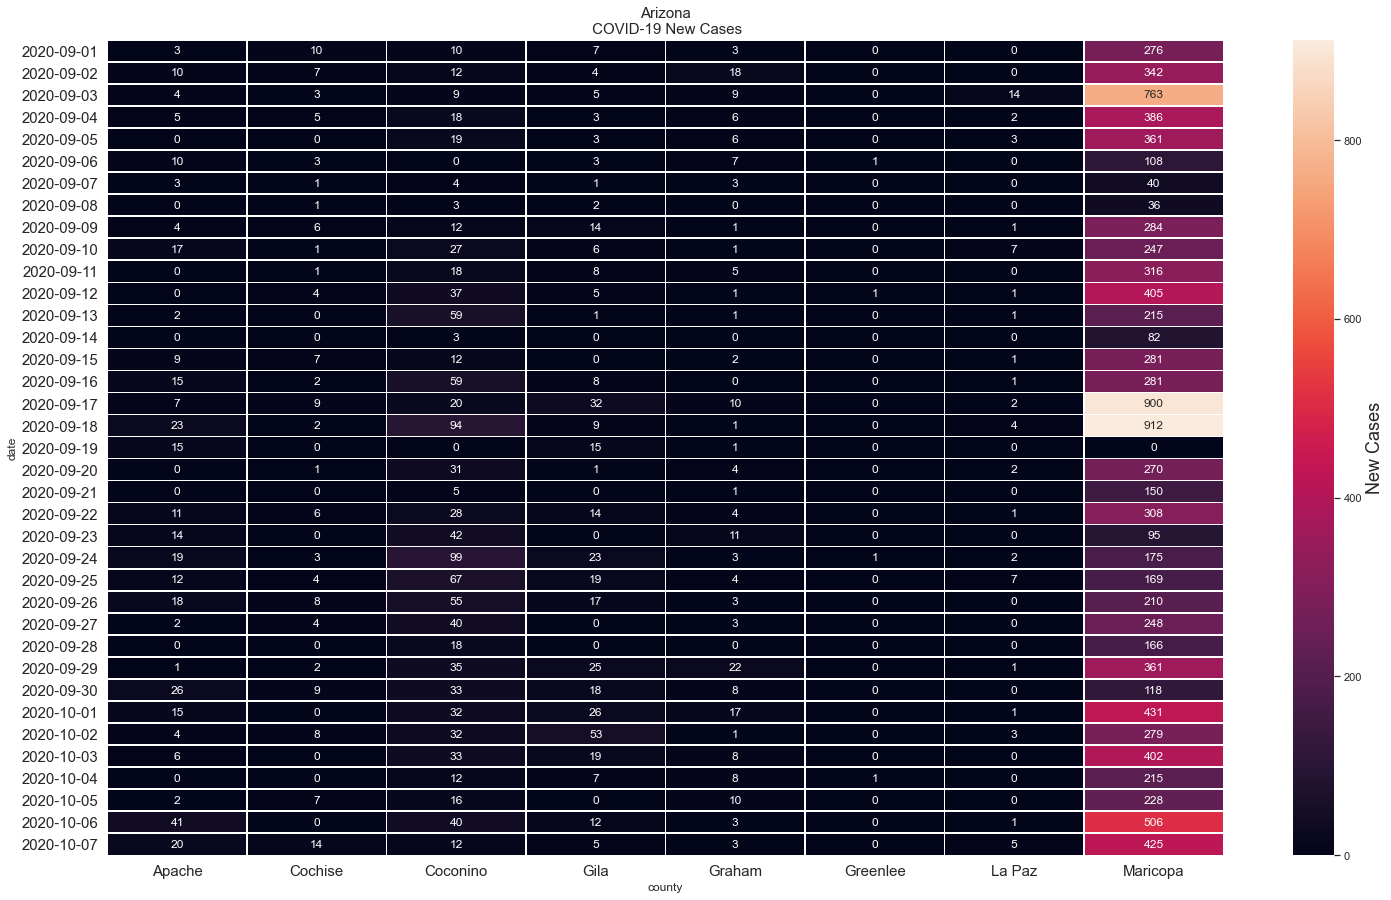 Arizona
COVID-19 New Cases
2020-09-01 3 10 10 7 3 0 0 276
2020-09-02 10 7 12 4 18 0 0 342
2020-09-03 4 3 9 5 9 0 14 763
2020-09-04 5 5 18 3 6 0 2 386
2020-09-05 0 0 19 3 6 0 3 361
2020-09-06 10 3 0 3 7 1 0 108
2020-09-07 3 1 4 1 3 0 0 40
2020-09-08 0 1 3 2 0 0 0 36
2020-09-09 4 6 12 14 1 0 1 284
2020-09-10 17 1 27 6 1 0 7 247
2020-09-11 0 1 18 8 5 0 0 316
2020-09-12 0 4 37 5 1 1 1 405
2020-09-13 2 0 59 1 1 0 1 215
2020-09-14 0 0 3 0 0 0 0 82
2020-09-15 9 7 12 0 2 0 1 281
2020-09-16 15 2 59 8 0 0 1 281
2020-09-17 7 9 20 32 10 0 2 900
2020-09-18 23 2 94 9 1 0 4 912
2020-09-19 15 0 0 15 1 0 0 0
2020-09-20 0 1 31 1 4 0 2 270
2020-09-21 0 0 5 0 1 0 0 150
2020-09-22 11 6 28 14 4 0 1 308
2020-09-23 14 0 42 0 11 0 0 95
2020-09-24 19 3 99 23 3 1 2 175
2020-09-25 12 4 67 19 4 0 7 169
2020-09-26 18 8 55 17 3 0 0 210
2020-09-27 2 4 40 0 3 0 0 248
2020-09-28 0 0 18 0 0 0 0 166
2020-09-29 1 2 35 25 22 0 1 361
2020-09-30 26 9 33 18 8 0 0 118
2020-10-01 15 0 32 26 17 0 1 431
2020-10-02 4 8 32 53 1 0 3 279
2020-10-03 6 0 33 19 8 0 0 402
2020-10-04 0 0 12 7 8 1 0 215
2020-10-05 2 7 16 0 10 0 0 228
2020-10-06 41 0 40 12 3 0 1 506
2020-10-07 20 14 12 5 3 0 5 425
Apache Cochise Coconino Gila Graham Greenlee La Paz Maricopa
county
date
800
600
400
200
0
New Cases